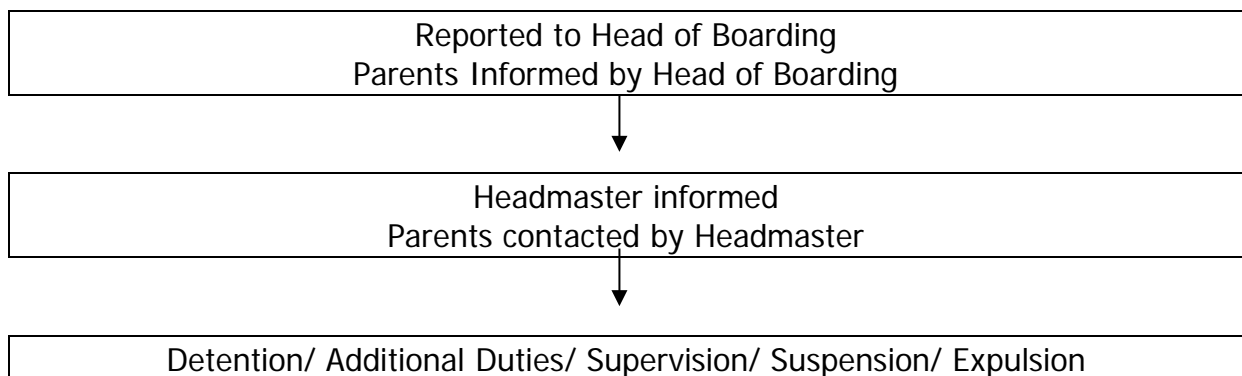 Reported to Head of Boarding
Parents Informed by Head of Boarding
Headmaster informed
Parents contacted by Headmaster
Detention/ Additional Duties/ Supervision/ Suspension/ Expulsion